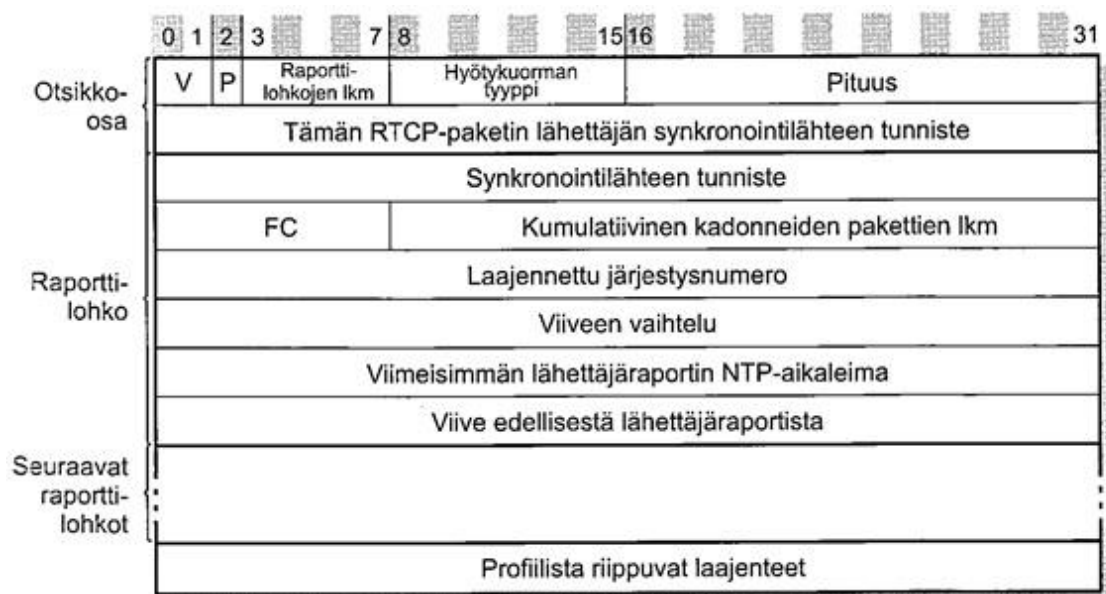 0 1 2 3 7 8 15 16 31
Otsikko-
osa
V P Raportti-
lohkojen lkm
Hyötykuorman
tyyppi
Pituus
Tämän RTCP-paketin lähettäjän synkronointilähteen tunniste
Raportti-
lohko
Synkronointilähteen tunniste
FC Kumulatiivinen kadonneiden pakettien lkm
Laajennettu järjestysnumero
Viiveen vaihtelu
Viimeisimmän lähettäjäraportin NTP-aikaleima
Viive edellisestä lähettäjäraportista
Seuraavat
raportti-
lohkot
Profiilista riippuvat laajenteet